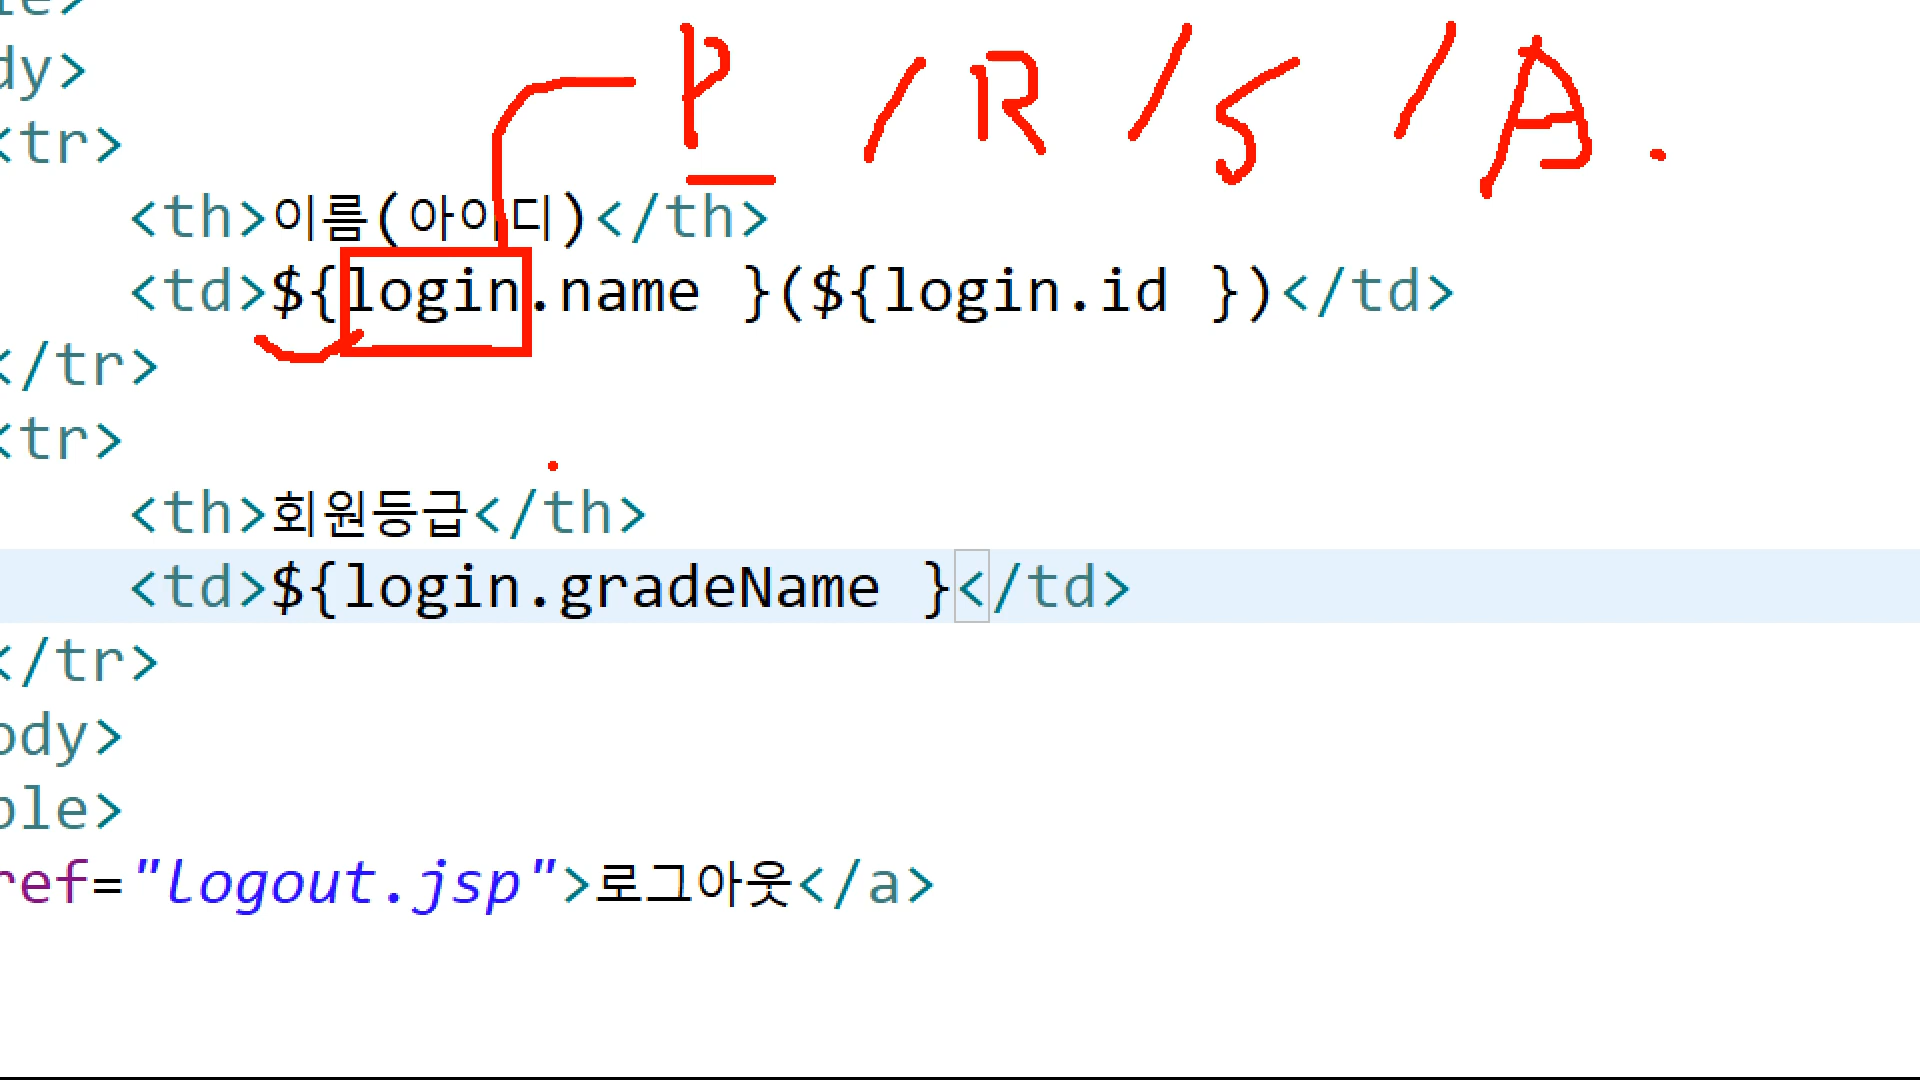 P / R / S / A.
dy>
<tr>
<th>이름(아이디)</th>
<td>${login.name }(${login.id })</td>
</tr>
<tr>
<th>회원등급</th>
<td>${login.gradeName }</td>
</tr>
ody>
ble>
ref="logout.jsp">로그아웃</a>